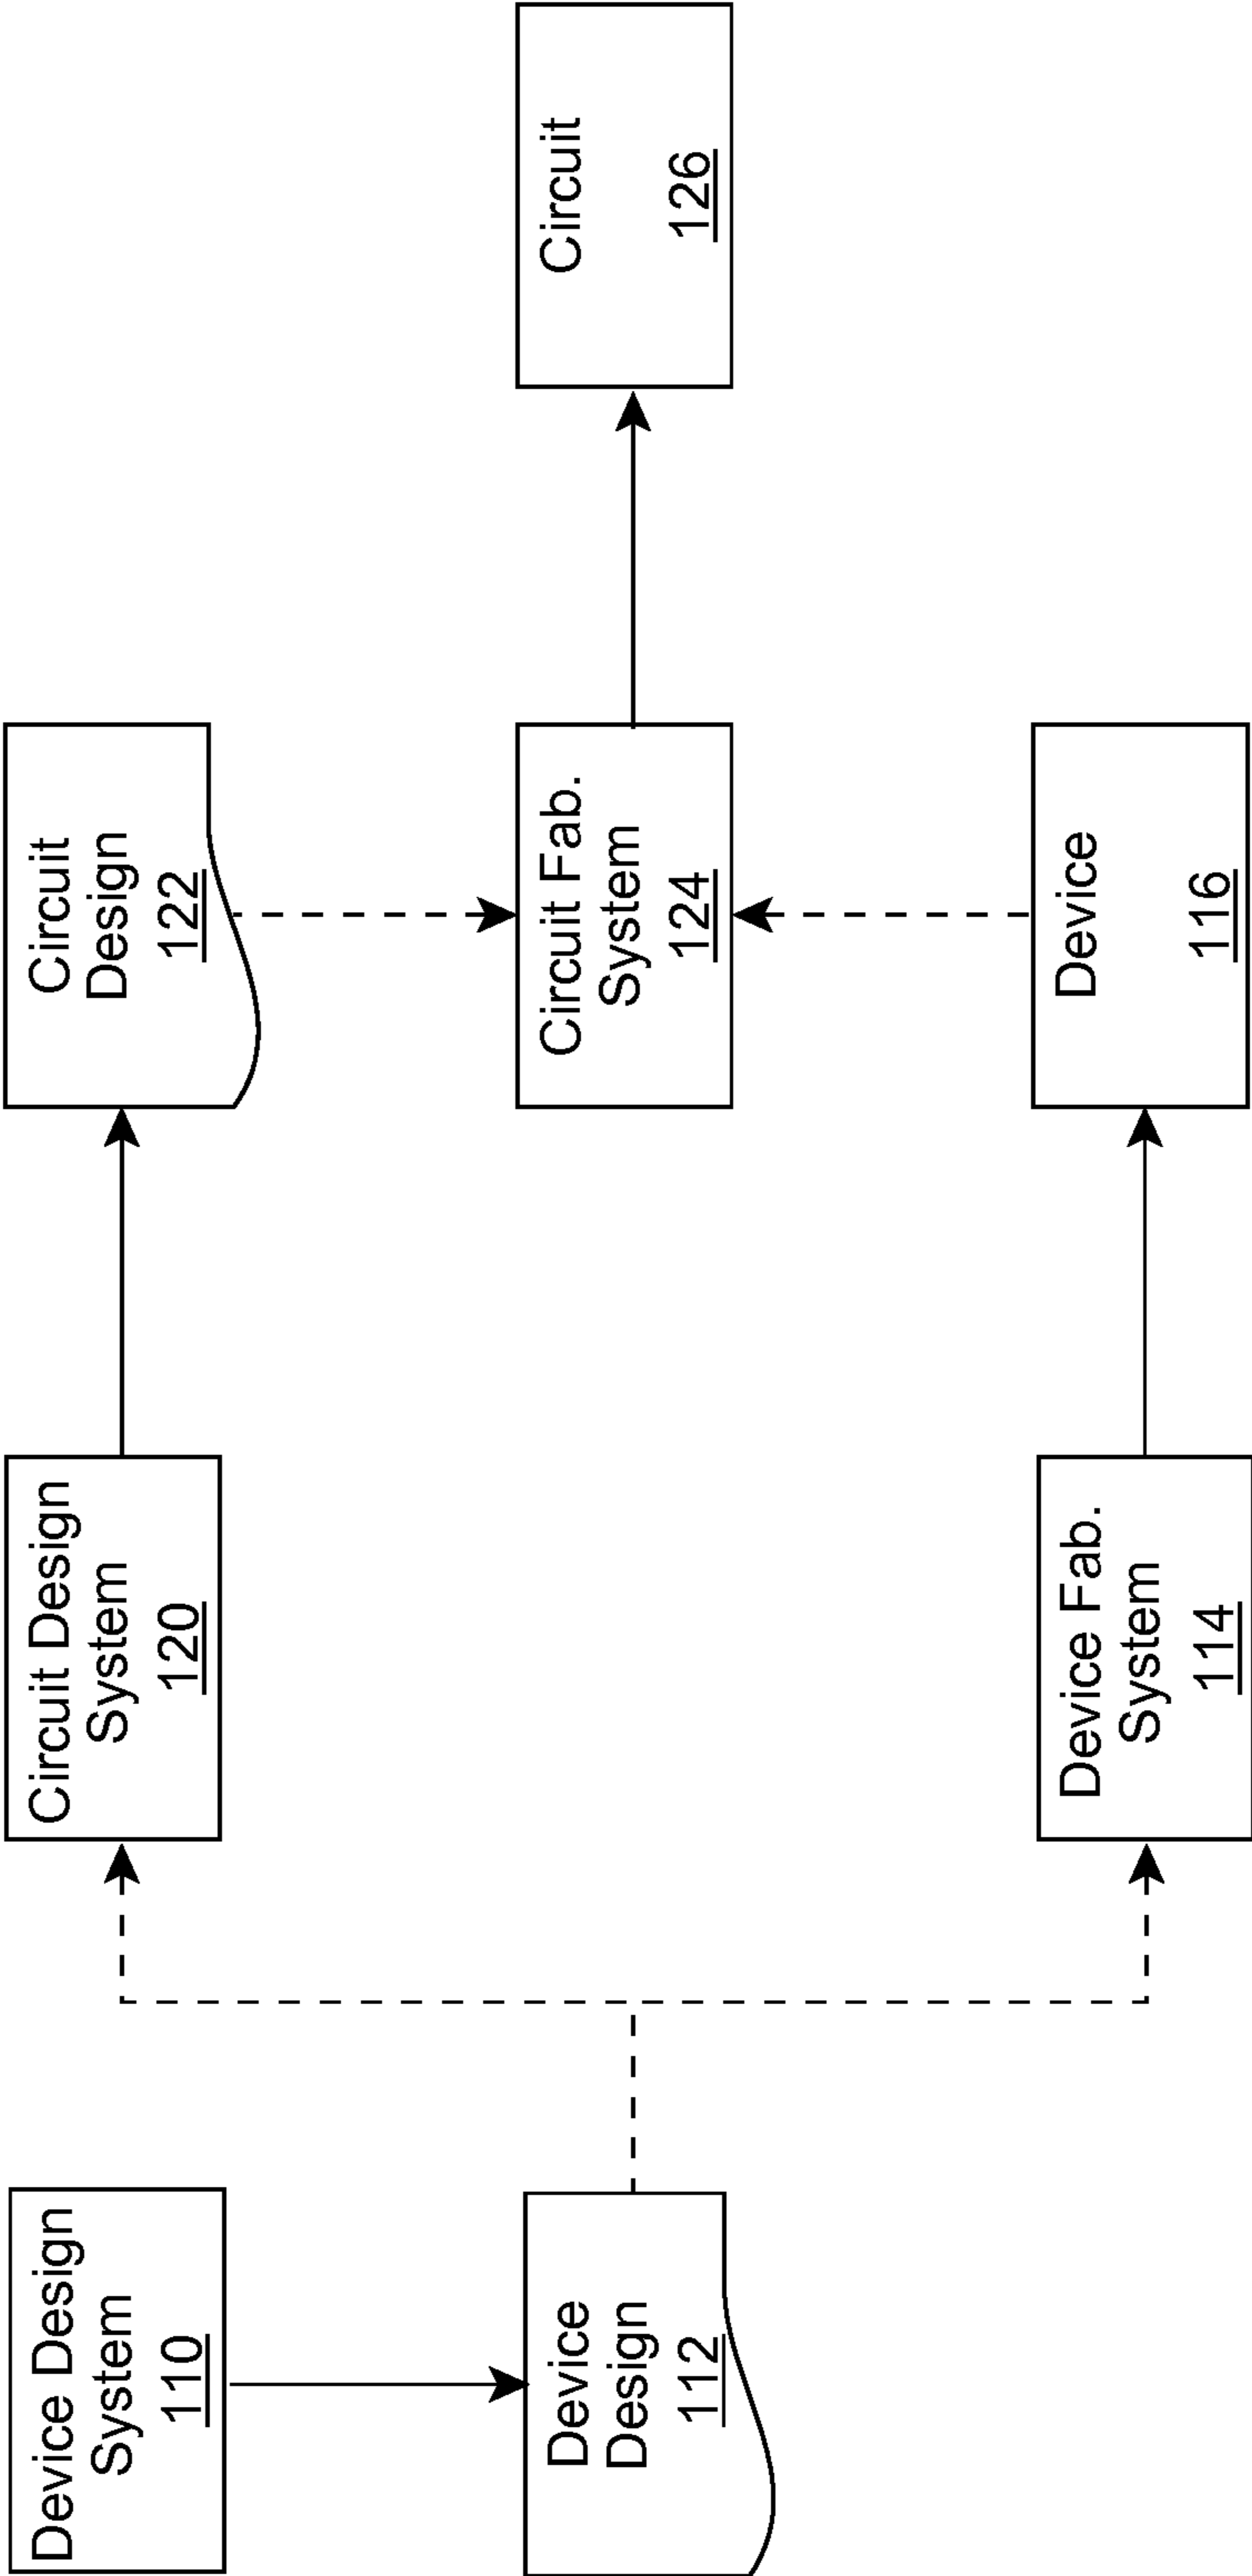 Device Design
System
110
Circuit Design
System
120
Circuit
Design
122
Device
Design
112
Circuit Fab.
System
124
Circuit
126
Device Fab.
System
114
Device
116